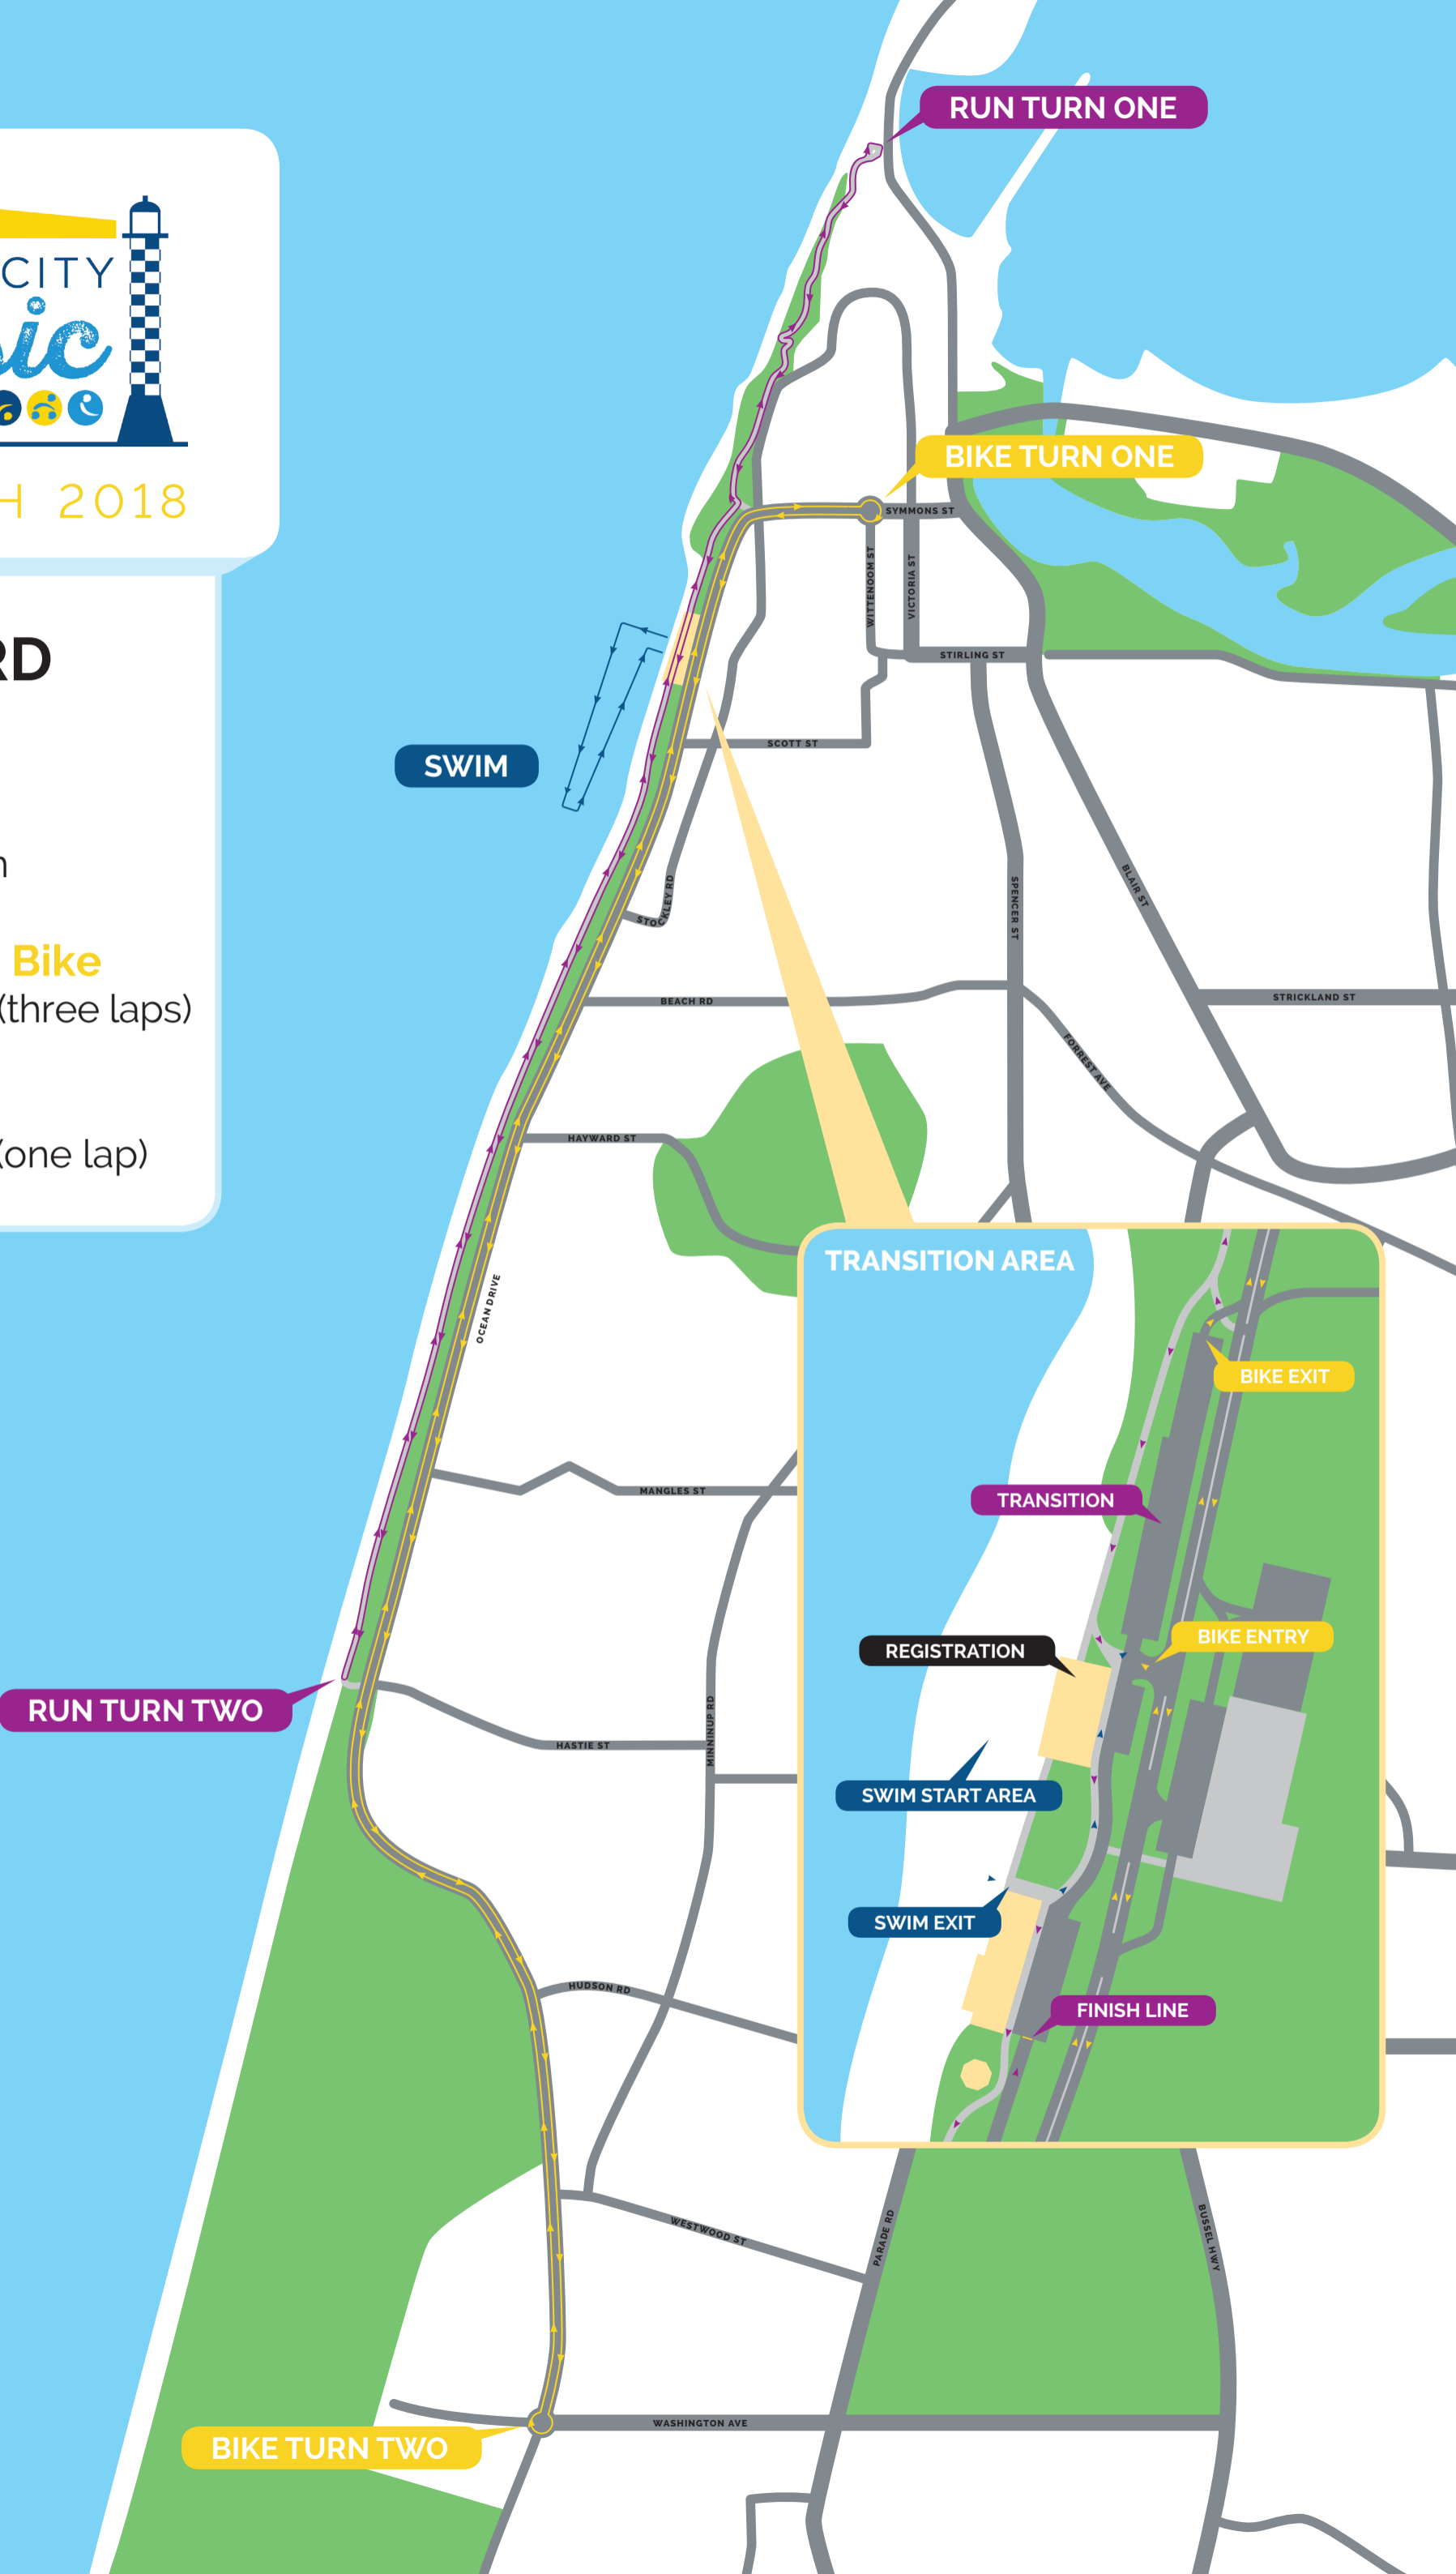 CITY
2018
Bike
(three laps)
(one lap)
RUN TURN ONE
BIKE TURN ONE
SYMMONS ST
WITTENOOM ST
VICTORIA ST
STIRLING ST
SCOTT ST
SWIM
STOCKLEY RD
SPENCER ST
BLAIR ST
BEACH RD
STRICKLAND ST
FORREST AVE
HAYWARD ST
OCEAN DRIVE
MANGLES ST
RUN TURN TWO
HASTIE ST
MINNINUP RD
HUDSON RD
WESTWOOD ST
PARADE RD
BUSSEL HWY
WASHINGTON AVE
BIKE TURN TWO
TRANSITION AREA
BIKE EXIT
TRANSITION
BIKE ENTRY
REGISTRATION
SWIM START AREA
SWIM EXIT
FINISH LINE